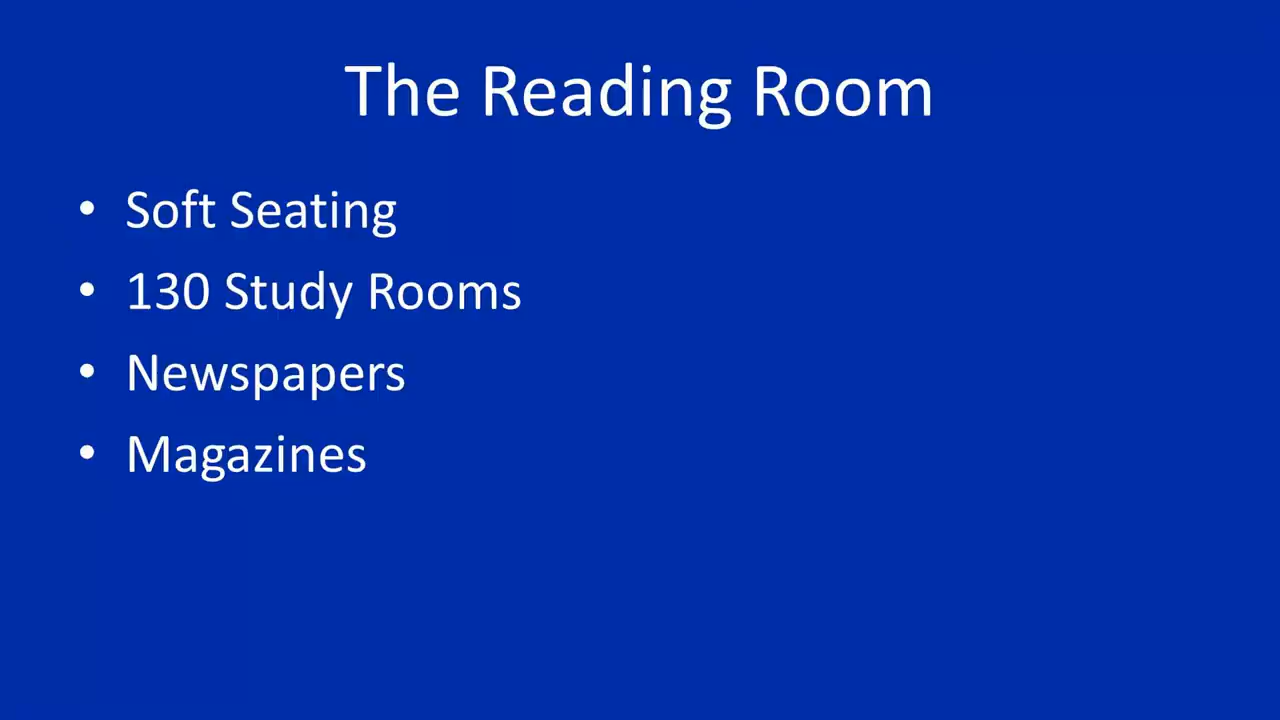 The Reading Room
• Soft Seating
• 130 Study Rooms
• Newspapers
• Magazines